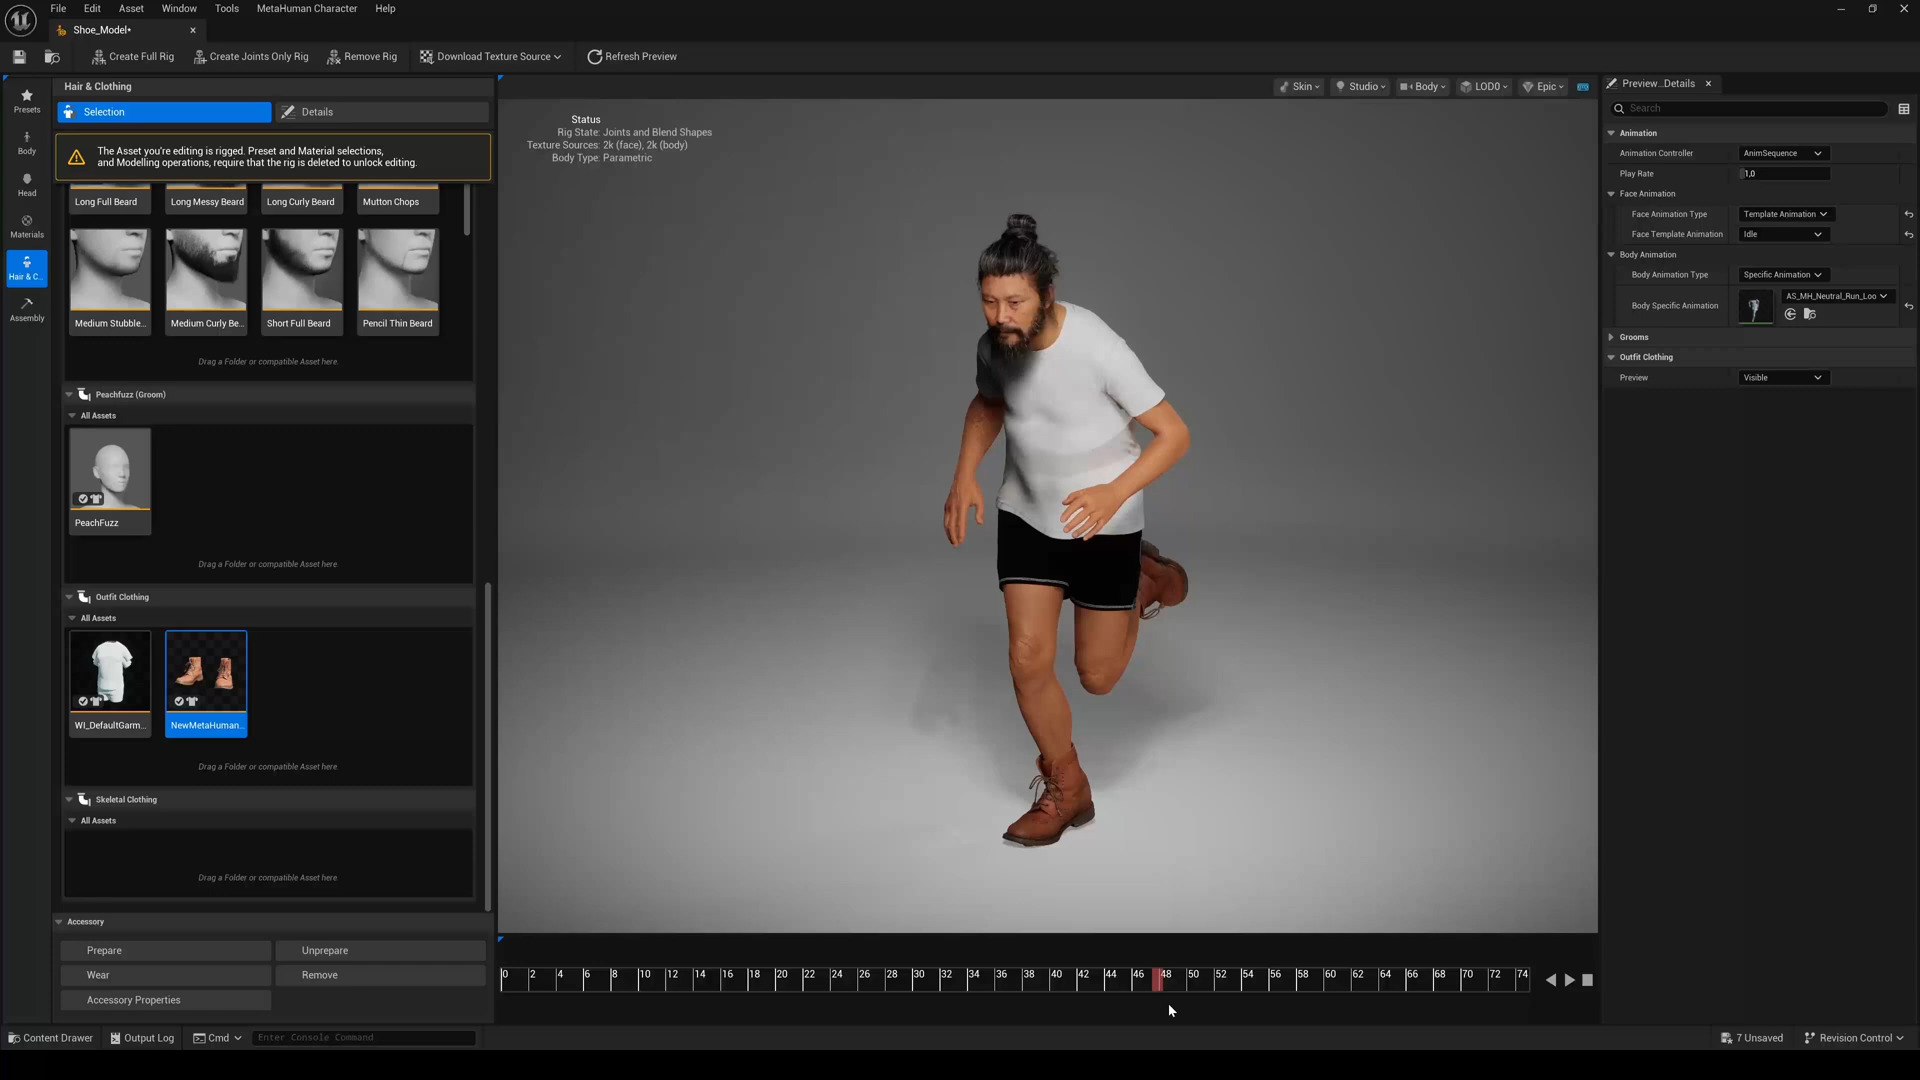 File Edit Asset Window Tools MetaHuman Character Help
Shoe_Model*
Create Full Rig Create Joints Only Rig Remove Rig Download Texture Source Refresh Preview
Hair & Clothing
Selection Details
The Asset you're editing is rigged. Preset and Material selections,
and Modelling operations, require that the rig is deleted to unlock editing.
Presets
Body
Head
Materials
Hair & C...
Assembly
Long Full Beard Long Messy Beard Long Curly Beard Mutton Chops
Medium Stubble... Medium Curly Be... Short Full Beard Pencil Thin Beard
Drag a Folder or compatible Asset here.
Peachfuzz (Groom)
All Assets
PeachFuzz
Drag a Folder or compatible Asset here.
Outfit Clothing
All Assets
WI_DefaultGarm... NewMetaHuman...
Drag a Folder or compatible Asset here.
Skeletal Clothing
All Assets
Drag a Folder or compatible Asset here.
Accessory
Prepare Unprepare
Wear Remove
Accessory Properties
Skin Studio Body LOD0 Epic
Status
Rig State: Joints and Blend Shapes
Texture Sources: 2k (face), 2k (body)
Body Type: Parametric
0 2 4 6 8 10 12 14 16 18 20 22 24 26 28 30 32 34 36 38 40 42 44 46 48 50 52 54 56 58 60 62 64 66 68 70 72 74
Preview...Details
Search
Animation
Animation Controller AnimSequence
Play Rate 1,0
Face Animation
Face Animation Type Template Animation
Face Template Animation Idle
Body Animation
Body Animation Type Specific Animation
Body Specific Animation AS_MH_Neutral_Run_Loo
Grooms
Outfit Clothing
Preview Visible
Content Drawer Output Log Cmd Enter Console Command
7 Unsaved Revision Control